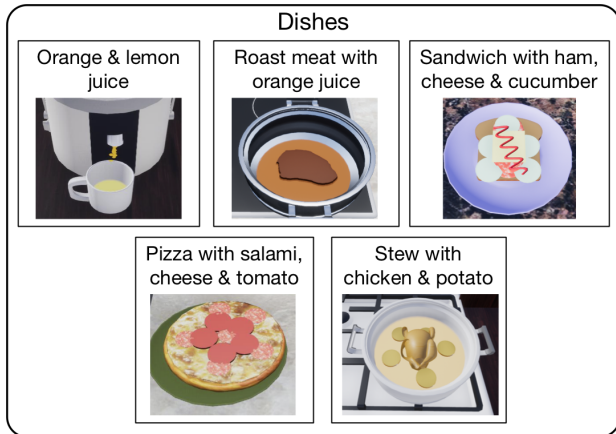 Dishes
Orange & lemon
juice
Roast meat with
orange juice
Sandwich with ham,
cheese & cucumber
Pizza with salami,
cheese & tomato
Stew with
chicken & potato